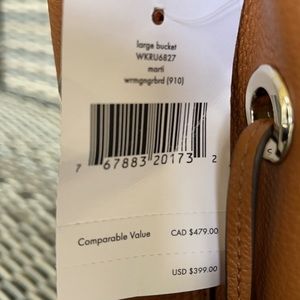 large bucket
WKRU6827
marti
wrmgngrbrd (910)
7 67883 20173 2
Comparable Value CAD $479.00
USD $399.00